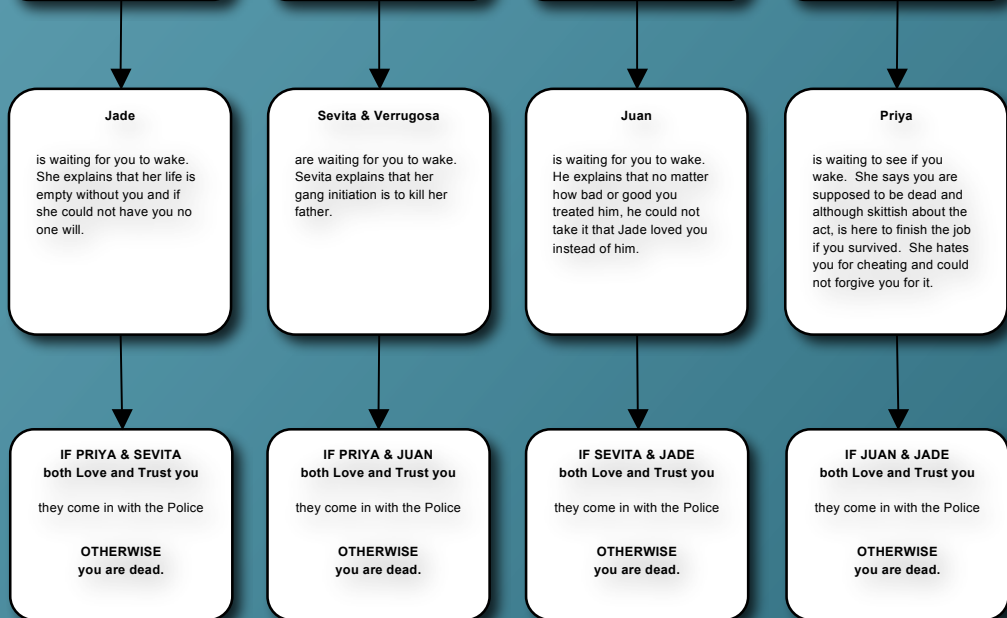 Jade
is waiting for you to wake.
She explains that her life is
empty without you and if
she could not have you no
one will.
Sevita & Verrugosa
are waiting for you to wake.
Sevita explains that her
gang initiation is to kill her
father.
Juan
is waiting for you to wake.
He explains that no matter
how bad or good you
treated him, he could not
take it that Jade loved you
instead of him.
Priya
is waiting to see if you
wake. She says you are
supposed to be dead and
although skittish about the
act, is here to finish the job
if you survived. She hates
you for cheating and could
not forgive you for it.
IF PRIYA & SEVITA
both Love and Trust you
they come in with the Police
OTHERWISE
you are dead.
IF PRIYA & JUAN
both Love and Trust you
they come in with the Police
OTHERWISE
you are dead.
IF SEVITA & JADE
both Love and Trust you
they come in with the Police
OTHERWISE
you are dead.
IF JUAN & JADE
both Love and Trust you
they come in with the Police
OTHERWISE
you are dead.